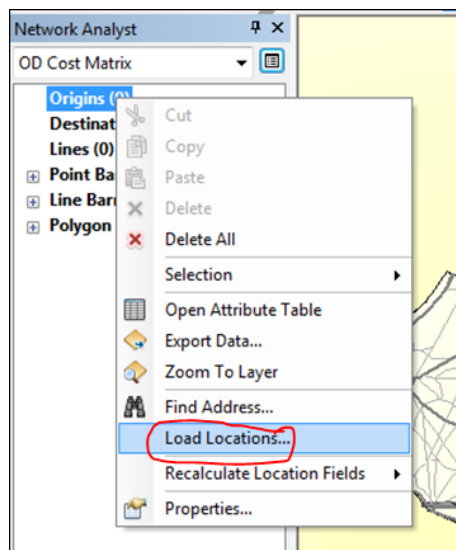 Network Analyst
OD Cost Matrix
Origins (0)
Destinat
Lines (0)
Point Ba
Line Barr
Polygon
Cut
Copy
Paste
Delete
Delete All
Selection
Open Attribute Table
Export Data...
Zoom To Layer
Find Address...
Load Locations...
Recalculate Location Fields
Properties...